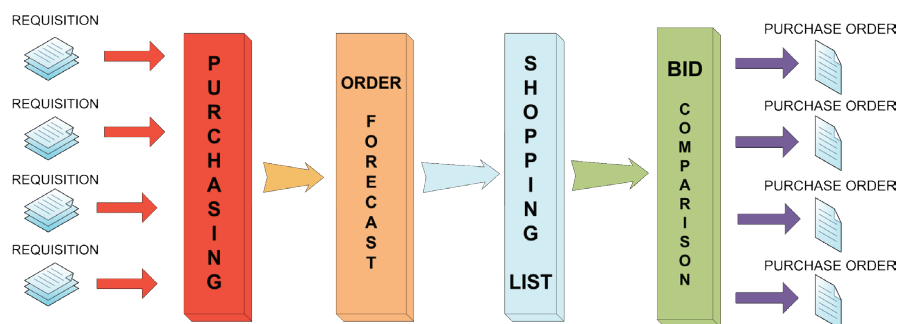 REQUISITION
REQUISITION
REQUISITION
REQUISITION
PURCHASING
ORDER
FORECAST
SHOPPING
LIST
BID
COMPARISON
PURCHASE ORDER
PURCHASE ORDER
PURCHASE ORDER
PURCHASE ORDER